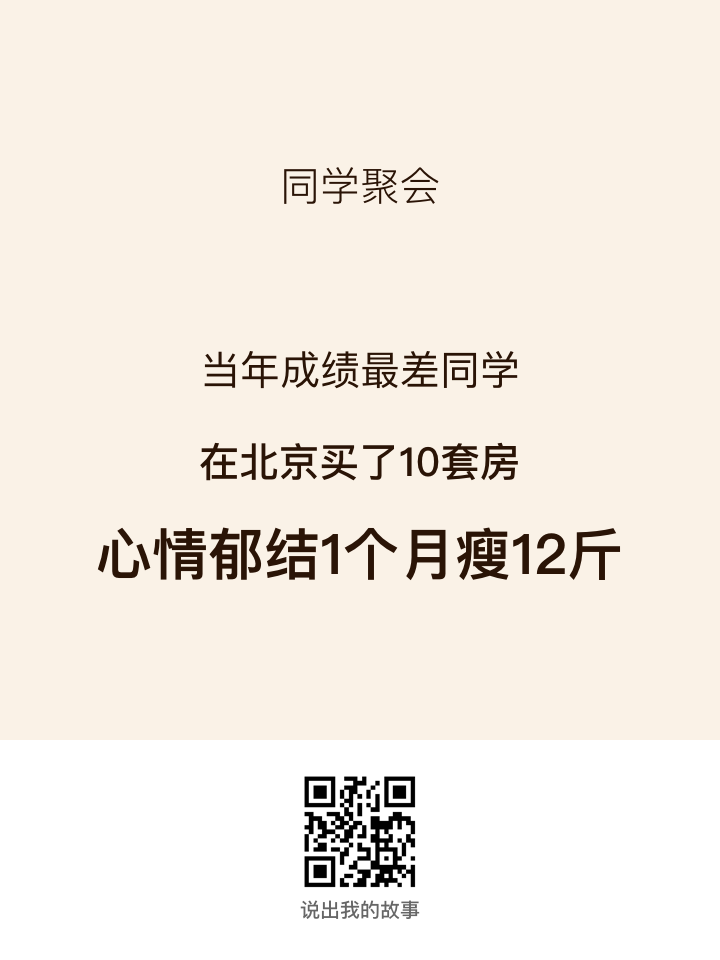 同学聚会
当年成绩最差同学
在北京买了10套房
心情郁结1个月瘦12斤
说出我的故事